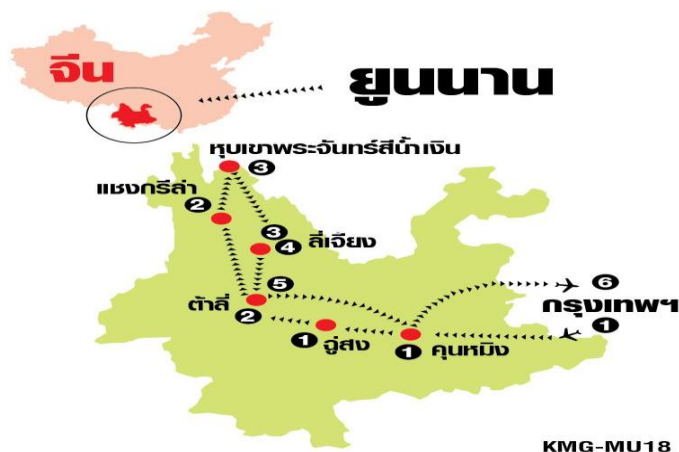 จีน
ยูนนาน
หุบเขาพระจันทร์สีน้ำเงิน
3
แชงกรีล่า
2
3
4 ลี่เจียง
5
6
ต้าลี่
2
กรุงเทพฯ
1
1 ฉู่สง
1 คุนหมิง
KMG-MU18